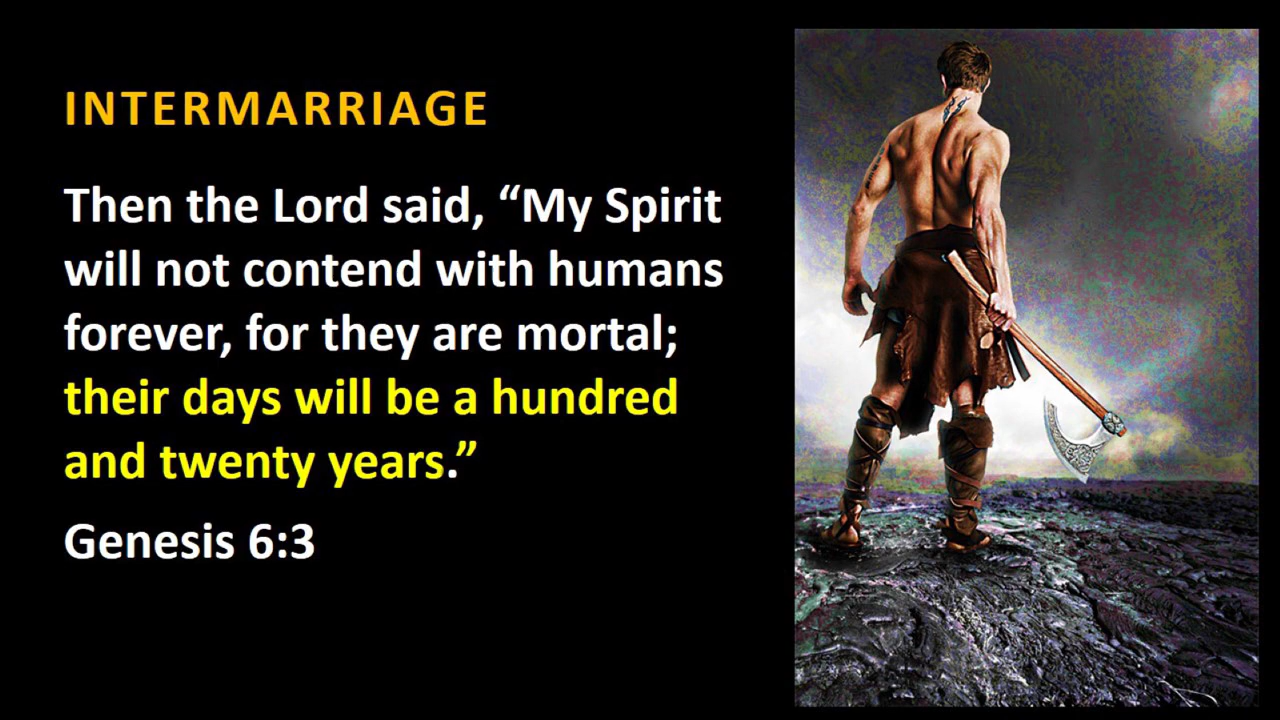 INTERMARRIAGE
Then the Lord said, “My Spirit
will not contend with humans
forever, for they are mortal;
their days will be a hundred
and twenty years.”
Genesis 6:3